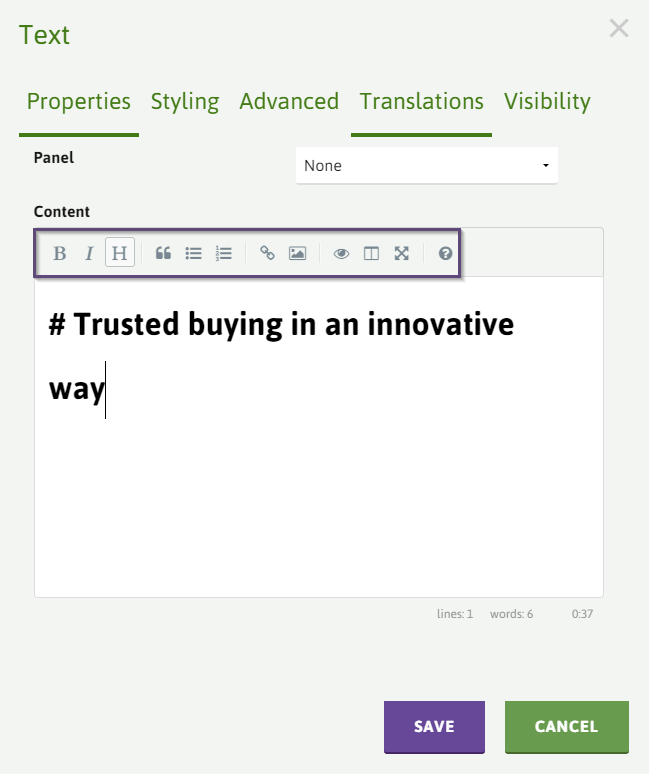 Text
Properties Styling Advanced Translations Visibility
Panel
None
Content
B I H
# Trusted buying in an innovative
way
lines: 1 words: 6 0:37
SAVE CANCEL